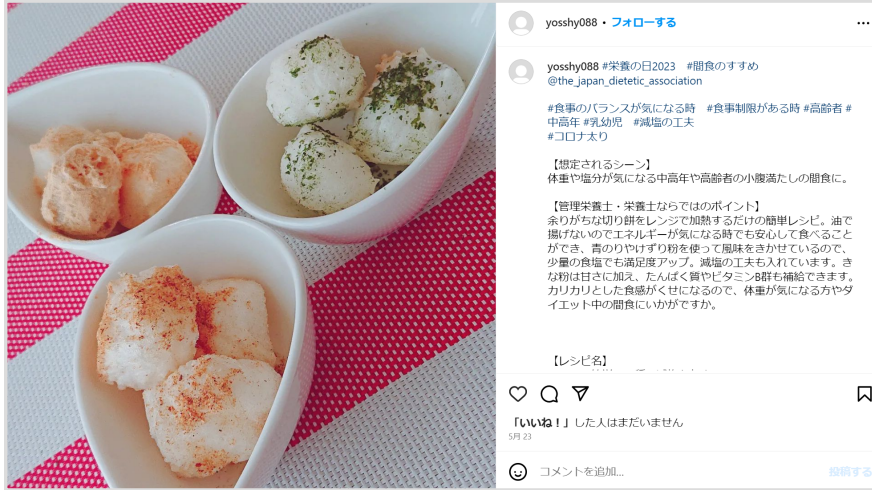 yosshy088 • フォローする
yosshy088 #栄養の日2023　#間食のすすめ
@the_japan_dietetic_association
#食事のバランスが気になる時　#食事制限がある時 #高齢者 #
中高年 #乳幼児　#減塩の工夫
#コロナ太り
【想定されるシーン】
体重や塩分が気になる中高年や高齢者の小腹満たしの間食に。
【管理栄養士・栄養士ならではのポイント】
余りがちな切り餅をレンジで加熱するだけの簡単レシピ。油で
揚げないのでエネルギーが気になる時でも安心して食べること
ができ、青のりやけずり粉を使って風味をきかせているので、
少量の食塩でも満足度アップ。減塩の工夫も入れています。き
な粉は甘さに加え、たんぱく質やビタミンB群も補給できます。
カリカリとした食感がくせになるので、体重が気になる方やダ
イエット中の間食にいかがですか。
【レシピ名】
「いいね！」した人はまだいません
5月 23
コメントを追加...
投稿する